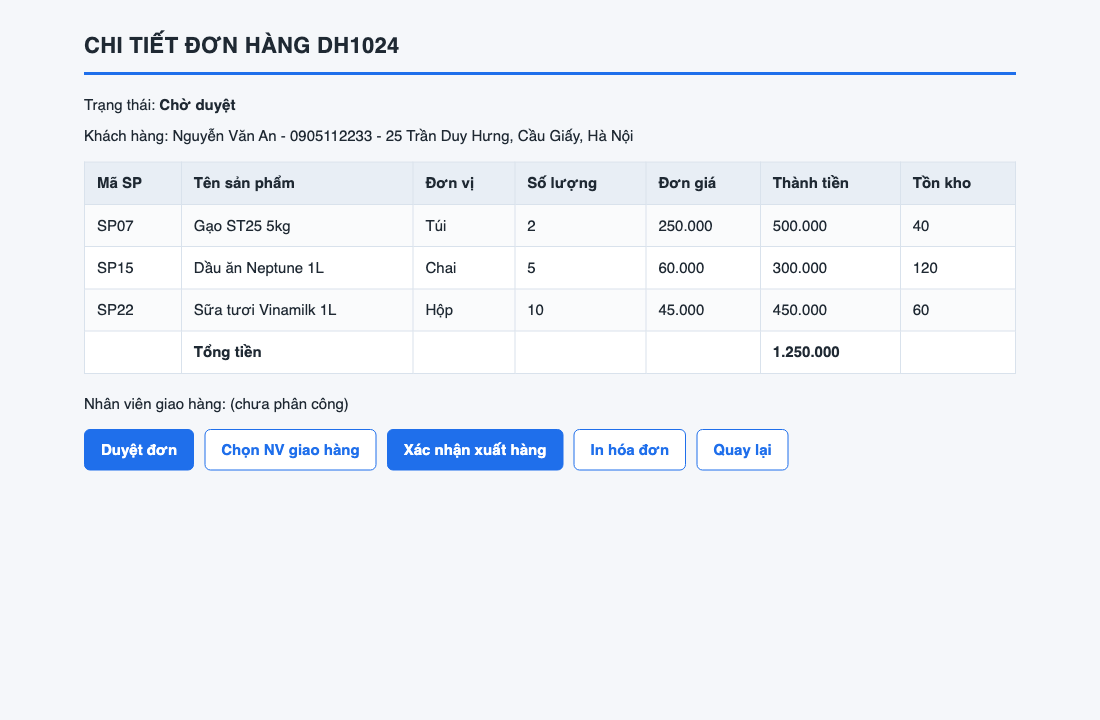 CHI TIẾT ĐƠN HÀNG DH1024
Trạng thái: Chờ duyệt
Khách hàng: Nguyễn Văn An - 0905112233 - 25 Trần Duy Hưng, Cầu Giấy, Hà Nội
Mã SP Tên sản phẩm Đơn vị Số lượng Đơn giá Thành tiền Tồn kho
SP07 Gạo ST25 5kg Túi 2 250.000 500.000 40
SP15 Dầu ăn Neptune 1L Chai 5 60.000 300.000 120
SP22 Sữa tươi Vinamilk 1L Hộp 10 45.000 450.000 60
Tổng tiền 1.250.000
Nhân viên giao hàng: (chưa phân công)
Duyệt đơn Chọn NV giao hàng Xác nhận xuất hàng In hóa đơn Quay lại